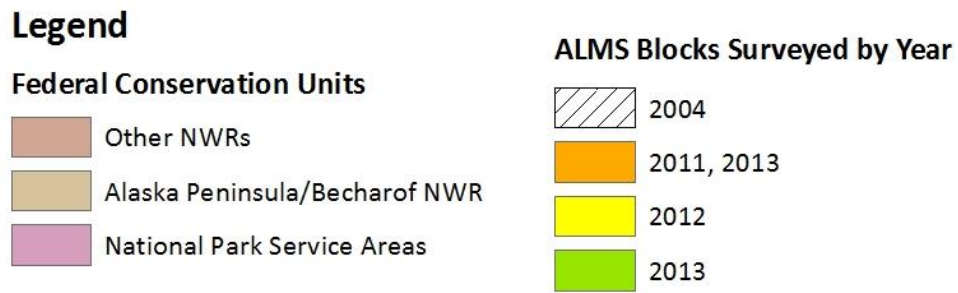 Legend
Federal Conservation Units
Other NWRs
Alaska Peninsula/Becharof NWR
National Park Service Areas
ALMS Blocks Surveyed by Year
2004
2011, 2013
2012
2013